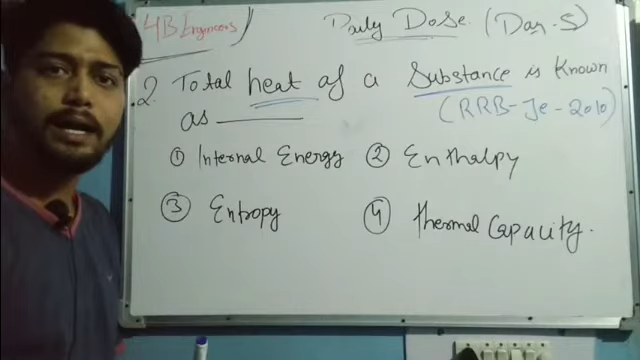 4B Engineers
Daily Dose. (Day-5)
2. Total heat of a Substance is Known
as ________ (RRB-Je-2010)
① Internal Energy ② Enthalpy
③ Entropy ④ Thermal Capacity.